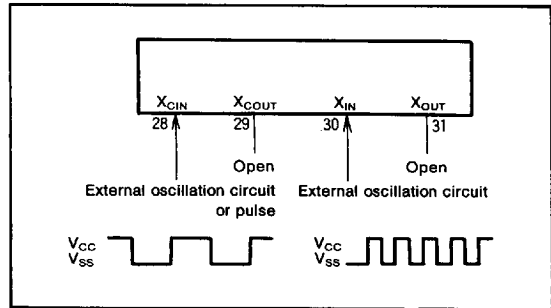 XCIN XCOUT XIN XOUT
28 29 30 31
Open Open
External oscillation circuit External oscillation circuit
or pulse
VCC VCC
VSS VSS